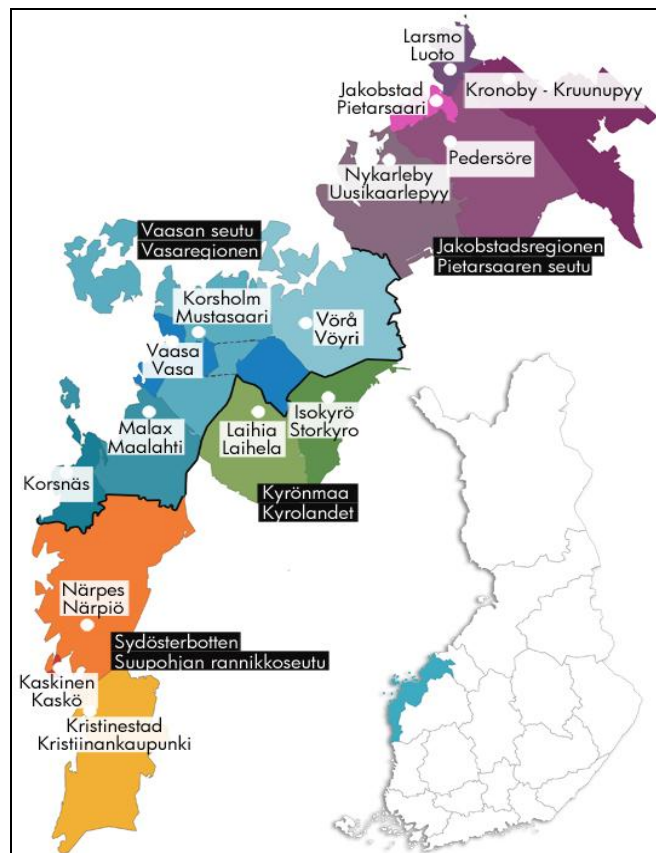 Larsmo
Luoto
Jakobstad
Pietarsaari
Kronoby - Kruunupyy
Pedersöre
Nykarleby
Uusikaarlepyy
Vaasan seutu
Vasaregionen
Jakobstadsregionen
Pietarsaaren seutu
Korsholm
Mustasaari
Vörå
Vöyri
Vaasa
Vasa
Malax
Maalahti
Laihia
Laihela
Isokyrö
Storkyro
Korsnäs
Kyrönmaa
Kyrolandet
Närpes
Närpiö
Sydösterbotten
Suupohjan rannikkoseutu
Kaskinen
Kaskö
Kristinestad
Kristiinankaupunki